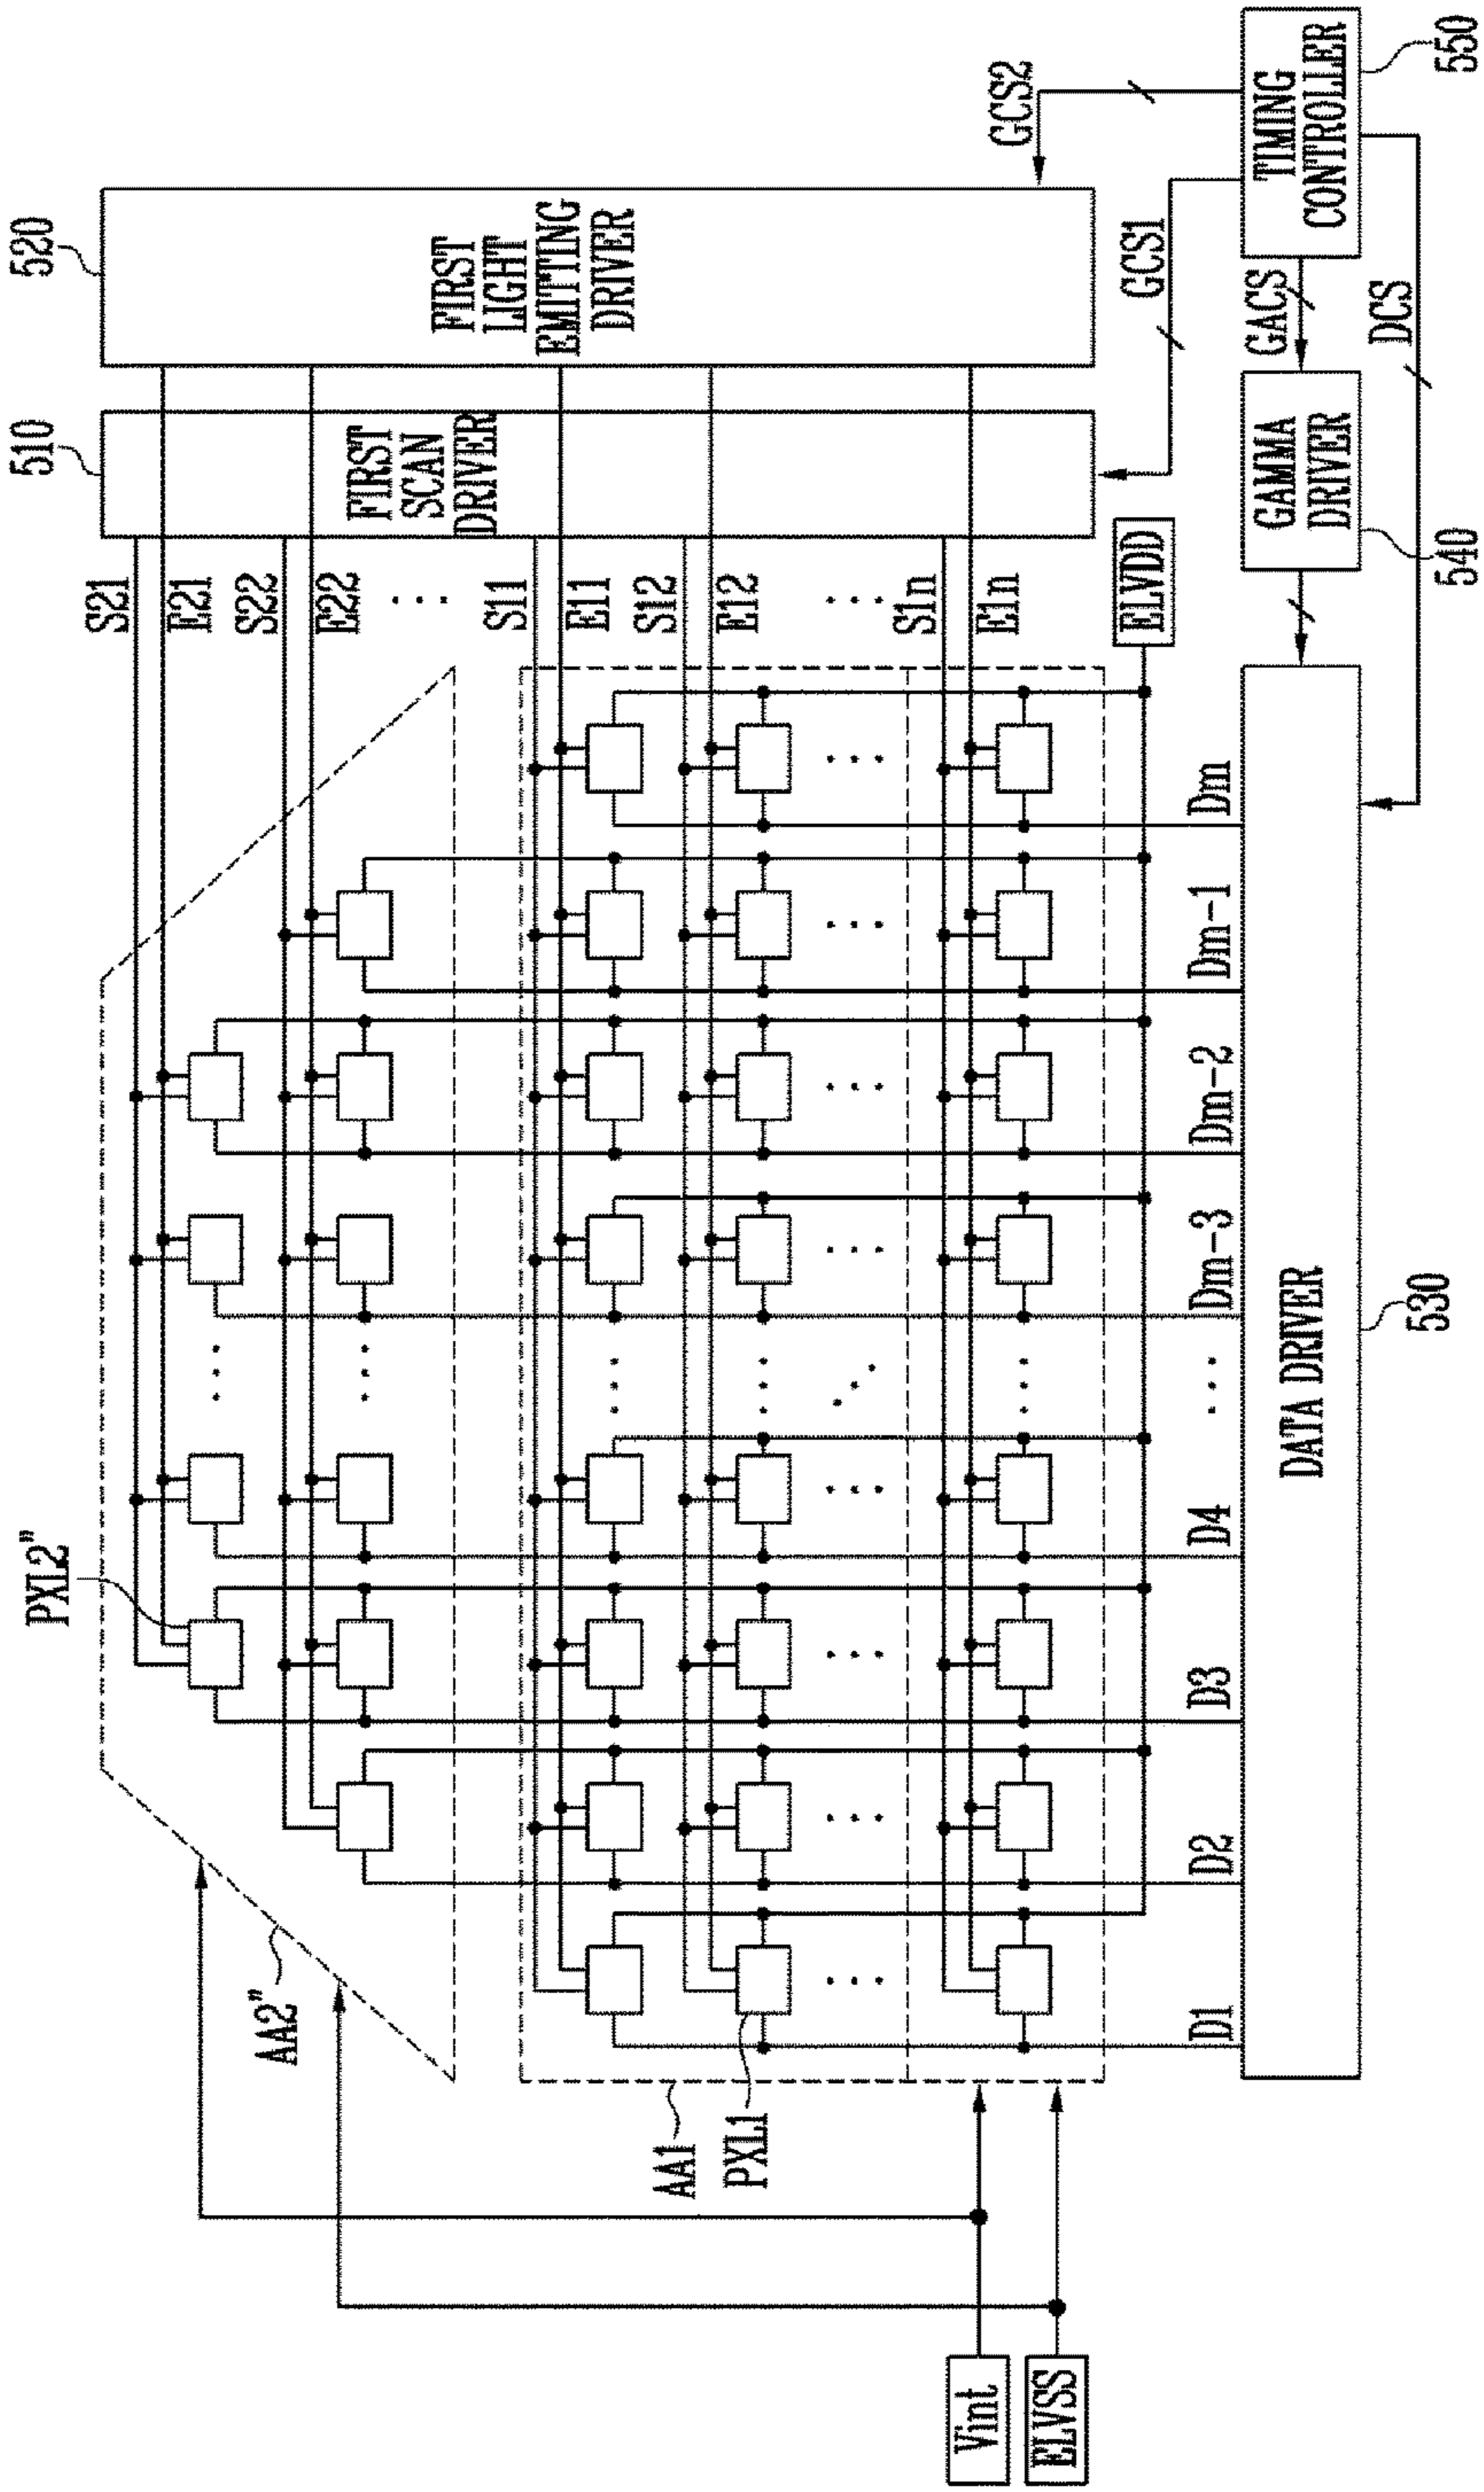 520
510
FIRST
LIGHT
EMITTING
DRIVER
FIRST
SCAN
DRIVER
GCS2
GCS1
550
TIMING
CONTROLLER
GACS
DCS
540
GAMMA
DRIVER
S21
E21
S22
E22
...
S11
E11
S12
E12
...
S1n
E1n
ELVDD
PXL2"
AA2"
AA1
PXL1
D1
D2
D3
D4
...
Dm-3
Dm-2
Dm-1
Dm
DATA DRIVER
530
Vint
ELVSS